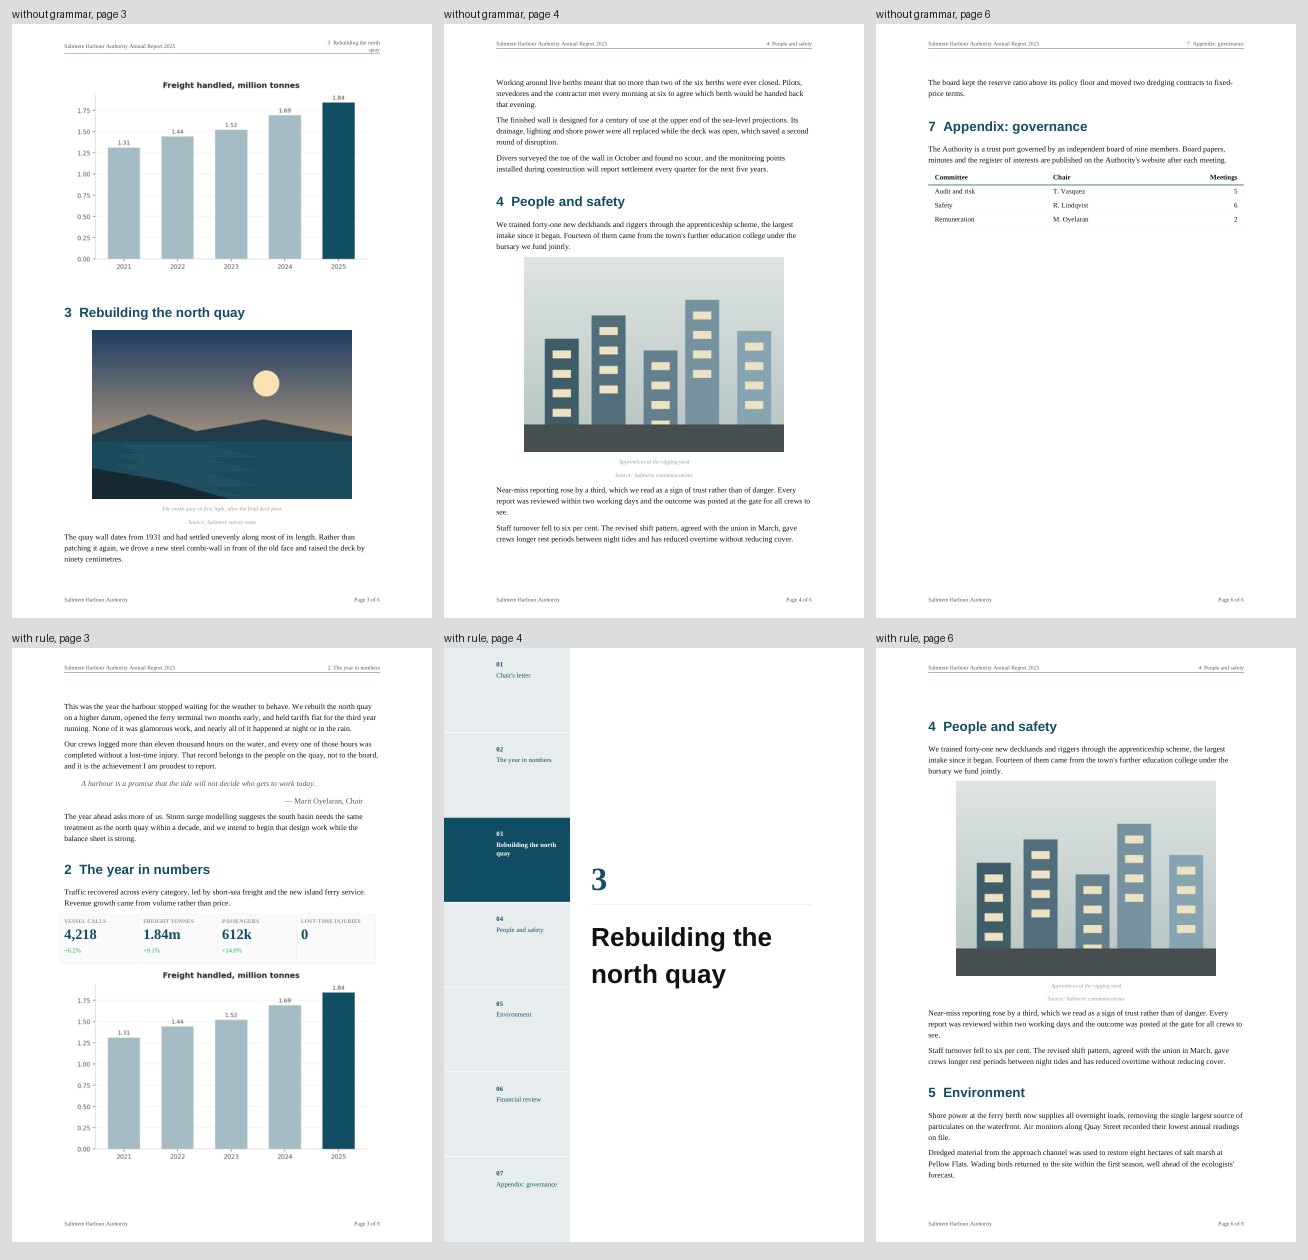 without grammar, page 3
Saltmere Harbour Authority Annual Report 2025
3 Rebuilding the north
quay
Freight handled, million tonnes
1.84
1.75
1.69
1.50
1.52
1.44
1.31
1.25
1.00
0.75
0.50
0.25
0.00
2021
2022
2023
2024
2025
3 Rebuilding the north quay
The north quay at first light, after the final deck pour
Source: Saltmere survey team
The quay wall dates from 1931 and had settled unevenly along most of its length. Rather than
patching it again, we drove a new steel combi-wall in front of the old face and raised the deck by
ninety centimetres.
Saltmere Harbour Authority
Page 3 of 6
without grammar, page 4
Saltmere Harbour Authority Annual Report 2025
4 People and safety
Working around live berths meant that no more than two of the six berths were ever closed. Pilots,
stevedores and the contractor met every morning at six to agree which berth would be handed back
that evening.
The finished wall is designed for a century of use at the upper end of the sea-level projections. Its
drainage, lighting and shore power were all replaced while the deck was open, which saved a second
round of disruption.
Divers surveyed the toe of the wall in October and found no scour, and the monitoring points
installed during construction will report settlement every quarter for the next five years.
4 People and safety
We trained forty-one new deckhands and riggers through the apprenticeship scheme, the largest
intake since it began. Fourteen of them came from the town's further education college under the
bursary we fund jointly.
Apprentices at the rigging yard
Source: Saltmere communications
Near-miss reporting rose by a third, which we read as a sign of trust rather than of danger. Every
report was reviewed within two working days and the outcome was posted at the gate for all crews to
see.
Staff turnover fell to six per cent. The revised shift pattern, agreed with the union in March, gave
crews longer rest periods between night tides and has reduced overtime without reducing cover.
Saltmere Harbour Authority
Page 4 of 6
without grammar, page 6
Saltmere Harbour Authority Annual Report 2025
7 Appendix: governance
The board kept the reserve ratio above its policy floor and moved two dredging contracts to fixed-
price terms.
7 Appendix: governance
The Authority is a trust port governed by an independent board of nine members. Board papers,
minutes and the register of interests are published on the Authority's website after each meeting.
Committee Chair Meetings
Audit and risk T. Vasquez 5
Safety R. Lindqvist 6
Remuneration M. Oyelaran 2
Saltmere Harbour Authority
Page 6 of 6
with rule, page 3
Saltmere Harbour Authority Annual Report 2025
2 The year in numbers
This was the year the harbour stopped waiting for the weather to behave. We rebuilt the north quay
on a higher datum, opened the ferry terminal two months early, and held tariffs flat for the third year
running. None of it was glamorous work, and nearly all of it happened at night or in the rain.
Our crews logged more than eleven thousand hours on the water, and every one of those hours was
completed without a lost-time injury. That record belongs to the people on the quay, not to the board,
and it is the achievement I am proudest to report.
A harbour is a promise that the tide will not decide who gets to work today.
— Marit Oyelaran, Chair
The year ahead asks more of us. Storm surge modelling suggests the south basin needs the same
treatment as the north quay within a decade, and we intend to begin that design work while the
balance sheet is strong.
2 The year in numbers
Traffic recovered across every category, led by short-sea freight and the new island ferry service.
Revenue growth came from volume rather than price.
VESSEL CALLS FREIGHT TONNES PASSENGERS LOST-TIME INJURIES
4,218 1.84m 612k 0
+6.2% +9.1% +14.0%
Freight handled, million tonnes
1.84
1.75
1.69
1.50
1.52
1.44
1.31
1.25
1.00
0.75
0.50
0.25
0.00
2021
2022
2023
2024
2025
Saltmere Harbour Authority
Page 3 of 8
with rule, page 4
01
Chair's letter
02
The year in numbers
03
Rebuilding the north
quay
04
People and safety
05
Environment
06
Financial review
07
Appendix: governance
3
Rebuilding the
north quay
with rule, page 6
Saltmere Harbour Authority Annual Report 2025
4 People and safety
4 People and safety
We trained forty-one new deckhands and riggers through the apprenticeship scheme, the largest
intake since it began. Fourteen of them came from the town's further education college under the
bursary we fund jointly.
Apprentices at the rigging yard
Source: Saltmere communications
Near-miss reporting rose by a third, which we read as a sign of trust rather than of danger. Every
report was reviewed within two working days and the outcome was posted at the gate for all crews to
see.
Staff turnover fell to six per cent. The revised shift pattern, agreed with the union in March, gave
crews longer rest periods between night tides and has reduced overtime without reducing cover.
5 Environment
Shore power at the ferry berth now supplies all overnight loads, removing the single largest source of
particulates on the waterfront. Air monitors along Quay Street recorded their lowest annual readings
on file.
Dredged material from the approach channel was used to restore eight hectares of salt marsh at
Pellow Flats. Wading birds returned to the site within the first season, well ahead of the ecologists'
forecast.
Saltmere Harbour Authority
Page 6 of 8